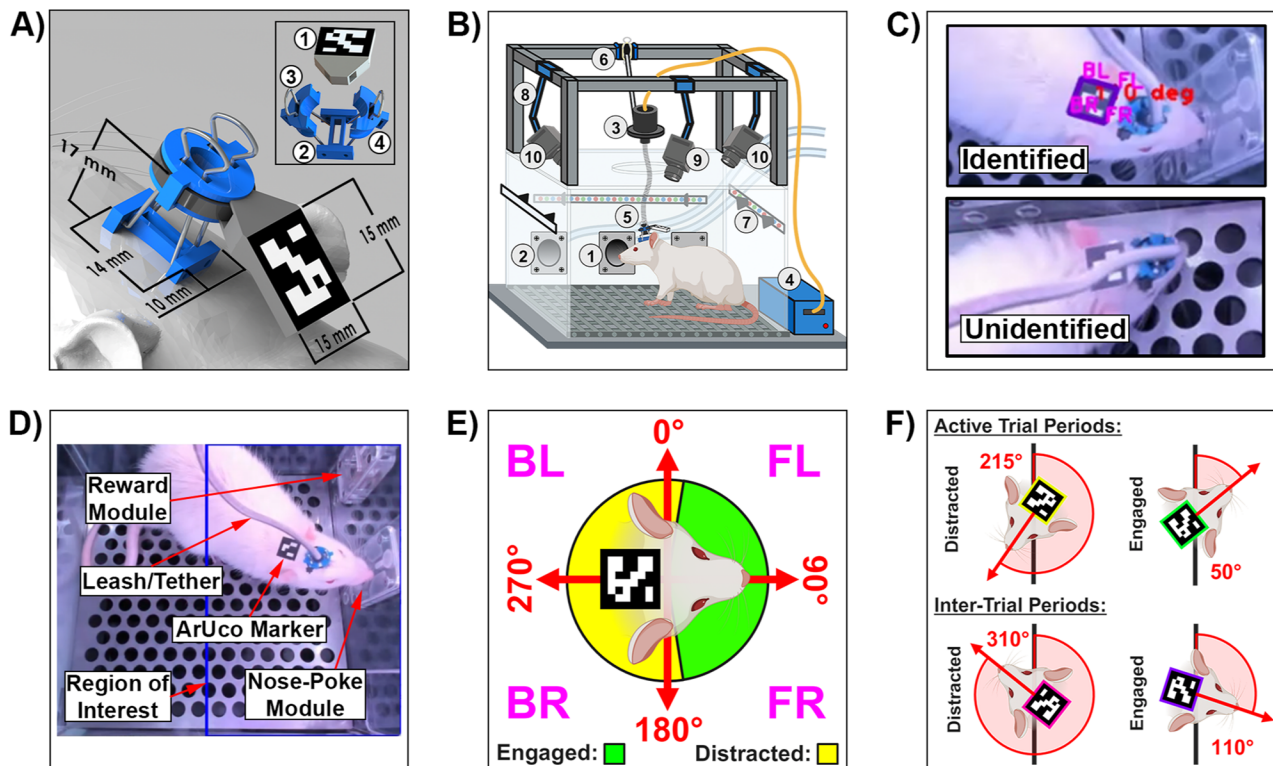 A)
1
3
2
4
17 mm
14 mm
10 mm
15 mm
15 mm
B)
6
8
3
10
9
10
5
7
2
1
4
C)
BL FL
0 deg
BR FR
Identified
Unidentified
D)
Reward
Module
Leash/Tether
ArUco Marker
Region of
Interest
Nose-Poke
Module
E)
0°
BL
FL
270°
90°
BR
FR
180°
Engaged:
Distracted:
F)
Active Trial Periods:
215°
Distracted
Engaged
50°
Inter-Trial Periods:
310°
Distracted
Engaged
110°